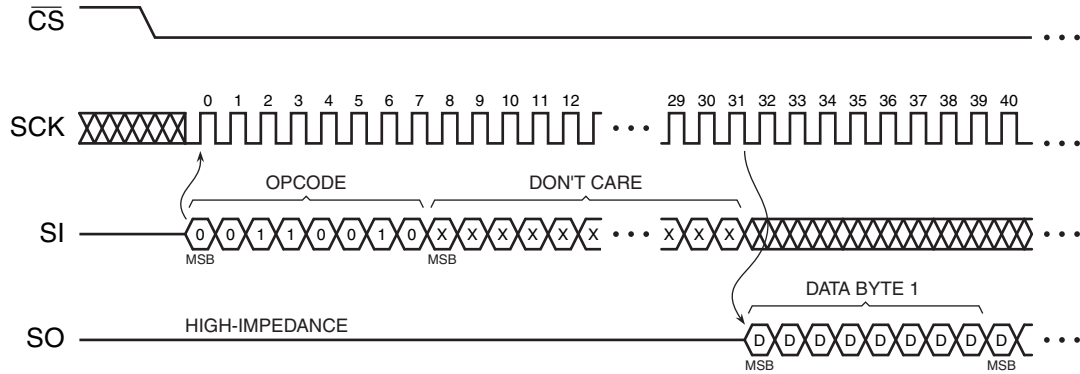 CS
0 1 2 3 4 5 6 7 8 9 10 11 12 29 30 31 32 33 34 35 36 37 38 39 40
SCK
OPCODE DON'T CARE
SI 0 0 1 1 0 0 1 0 X X X X X X X X X
MSB MSB
DATA BYTE 1
HIGH-IMPEDANCE
SO D D D D D D D D D
MSB MSB